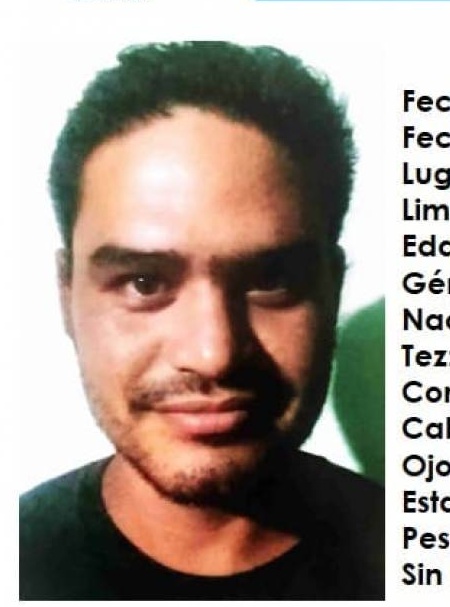 Fec
Fec
Lug
Lim
Eda
Gén
Nac
Tez:
Con
Cal
Ojo
Esta
Pes
Sin